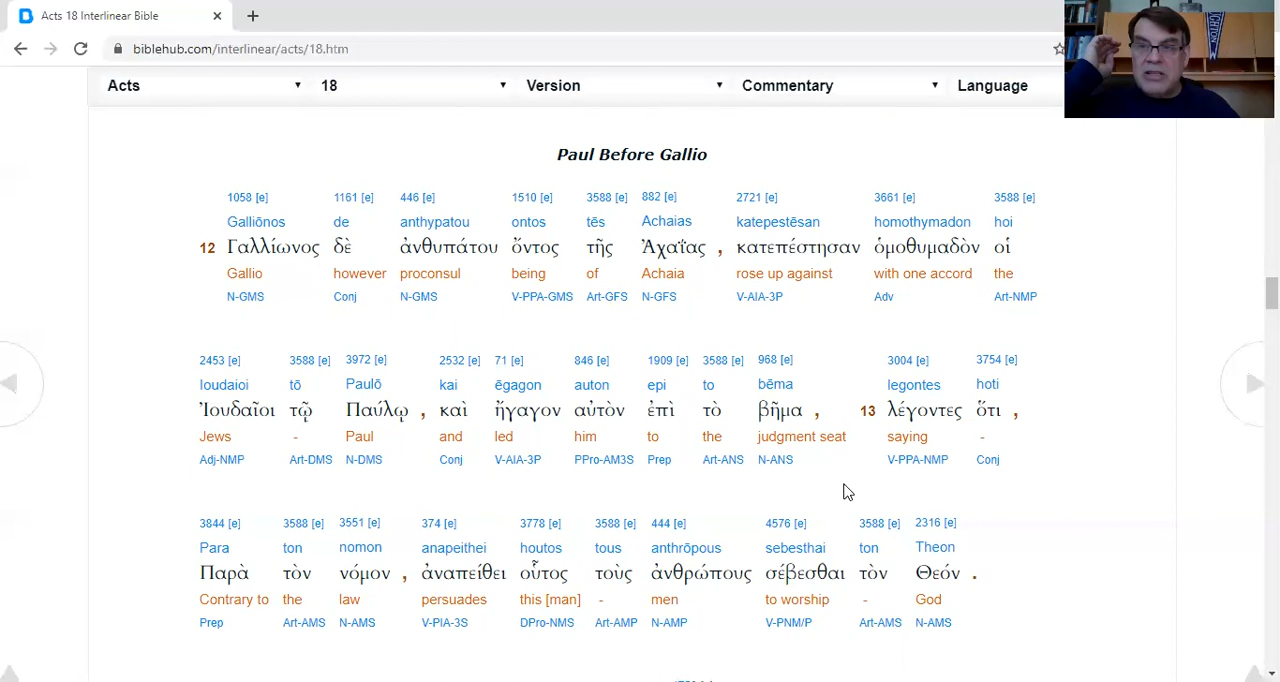 Acts 18 Interlinear Bible
biblehub.com/interlinear/acts/18.htm
Acts 18 Version Commentary Language
Paul Before Gallio
1058 [e] 1161 [e] 446 [e] 1510 [e] 3588 [e] 882 [e] 2721 [e] 3661 [e] 3588 [e]
Galliōnos de anthypatou ontos tēs Achaias katepestēsan homothymadon hoi
12 Γαλλίωνος δὲ ἀνθυπάτου ὄντος τῆς Ἀχαΐας , κατεπέστησαν ὁμοθυμαδὸν οἱ
Gallio however proconsul being of Achaia rose up against with one accord the
N-GMS Conj N-GMS V-PPA-GMS Art-GFS N-GFS V-AIA-3P Adv Art-NMP
2453 [e] 3588 [e] 3972 [e] 2532 [e] 71 [e] 846 [e] 1909 [e] 3588 [e] 968 [e] 3004 [e] 3754 [e]
Ioudaioi tō Paulō kai ēgagon auton epi to bēma legontes hoti
Ἰουδαῖοι τῷ Παύλῳ , καὶ ἤγαγον αὐτὸν ἐπὶ τὸ βῆμα , 13 λέγοντες ὅτι ,
Jews - Paul and led him to the judgment seat saying -
Adj-NMP Art-DMS N-DMS Conj V-AIA-3P PPro-AM3S Prep Art-ANS N-ANS V-PPA-NMP Conj
3844 [e] 3588 [e] 3551 [e] 374 [e] 3778 [e] 3588 [e] 444 [e] 4576 [e] 3588 [e] 2316 [e]
Para ton nomon anapeithei houtos tous anthrōpous sebesthai ton Theon
Παρὰ τὸν νόμον , ἀναπείθει οὗτος τοὺς ἀνθρώπους σέβεσθαι τὸν Θεόν .
Contrary to the law persuades this [man] - men to worship - God
Prep Art-AMS N-AMS V-PIA-3S DPro-NMS Art-AMP N-AMP V-PNM/P Art-AMS N-AMS